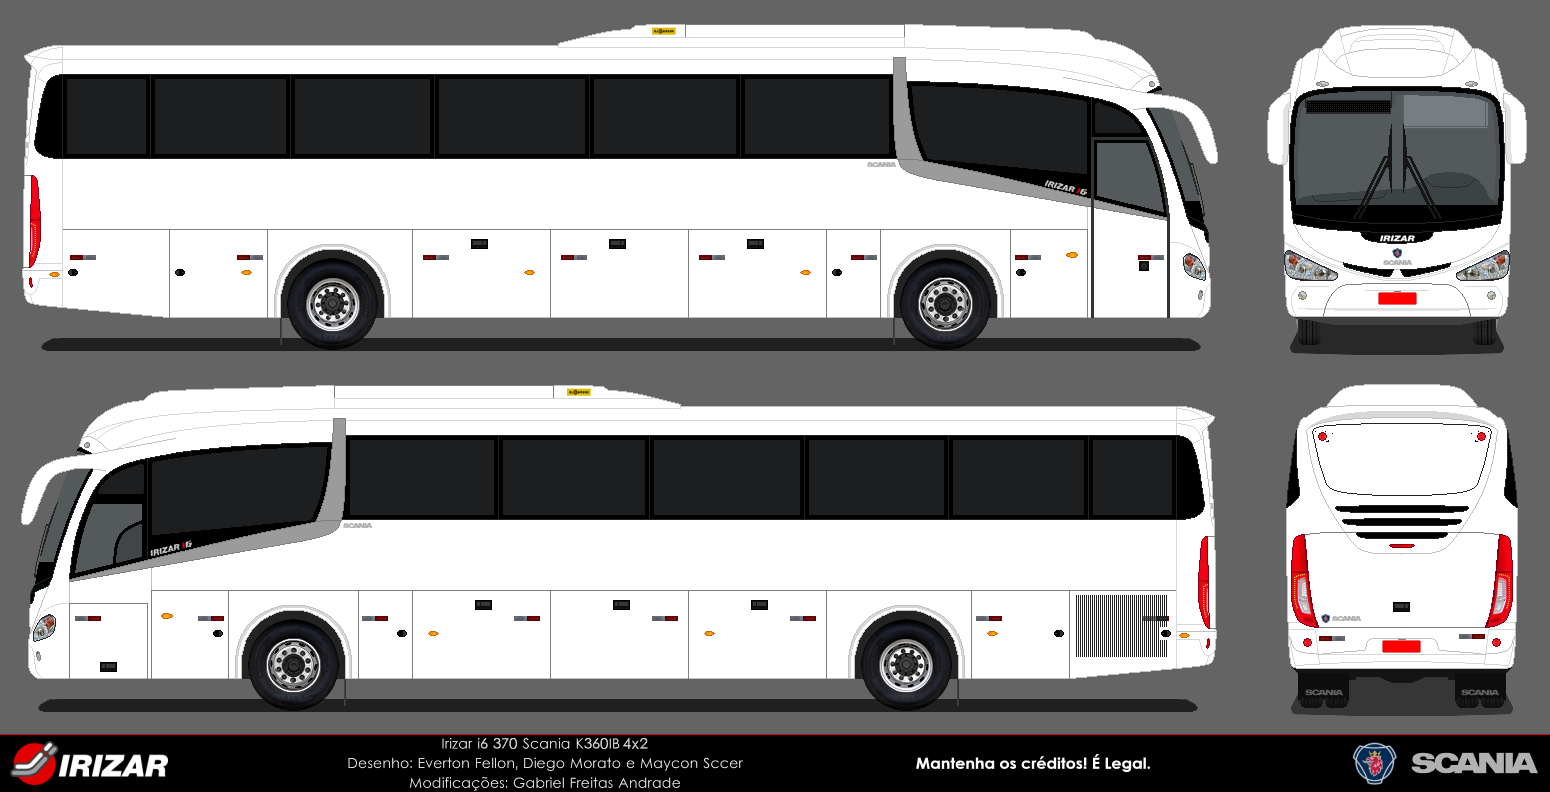 SCANIA
IRIZAR i6
IRIZAR
SCANIA
SCANIA
IRIZAR i6
SCANIA
SCANIA
SCANIA
IRIZAR
Irizar i6 370 Scania K360IB 4x2
Desenho: Everton Fellon, Diego Morato e Maycon Sccer
Modificações: Gabriel Freitas Andrade
Mantenha os créditos! É Legal.
SCANIA